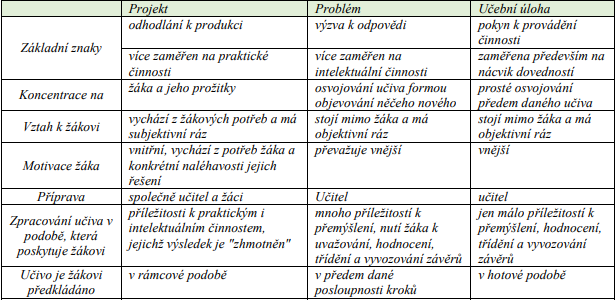 Projekt Problém Učební úloha
Základní znaky
odhodlání k produkci
výzva k odpovědi
pokyn k provádění
činnosti
více zaměřen na praktické
činnosti
více zaměřen na
intelektuální činnosti
zaměřena především na
nácvik dovedností
Koncentrace na
žáka a jeho prožitky
osvojování učiva formou
objevování něčeho nového
prosté osvojování
předem daného učiva
Vztah k žákovi
vychází z žákových potřeb a má
subjektivní ráz
stojí mimo žáka a má
objektivní ráz
stojí mimo žáka a má
objektivní ráz
Motivace žáka
vnitřní, vychází z potřeb žáka a
konkrétní naléhavosti jejich
řešení
převažuje vnější
vnější
Příprava
společně učitel a žáci
Učitel
učitel
Zpracování učiva v
podobě, která
poskytuje žákovi
příležitosti k praktickým i
intelektuálním činnostem,
jejichž výsledek je "zhmotněn"
mnoho příležitostí k
přemýšlení, nutí žáka k
uvažování, hodnocení,
třídění a vyvozování závěrů
jen málo příležitostí k
přemýšlení, hodnocení,
třídění a vyvozování
závěrů
Učivo je žákovi
předkládáno
v rámcové podobě
v předem dané
posloupnosti kroků
v hotové podobě